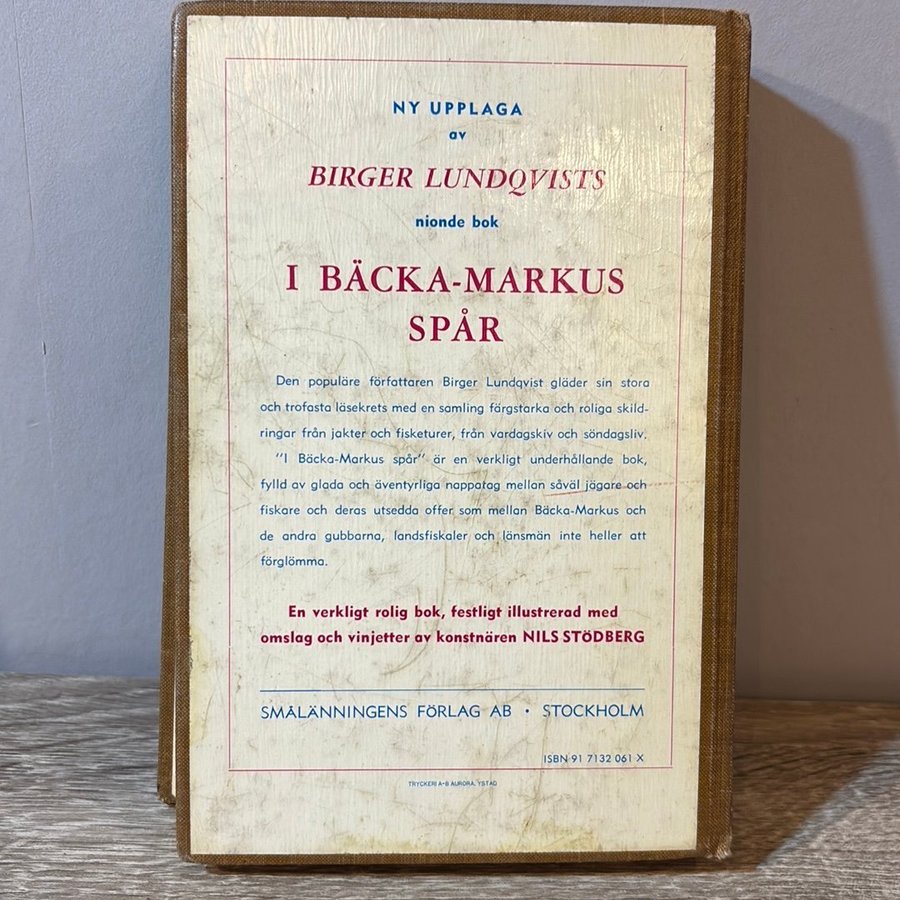 NY UPPLAGA
av
BIRGER LUNDQVISTS
nionde bok
I BÄCKA-MARKUS
SPÅR
Den populäre författaren Birger Lundqvist gläder sin stora
och trofasta läsekrets med en samling färgstarka och roliga skild-
ringar från jakter och fisketurer, från vardagskiv och söndagsliv.
"I Bäcka-Markus spår" är en verkligt underhållande bok,
fylld av glada och äventyrliga nappatag mellan såväl jägare och
fiskare och deras utsedda offer som mellan Bäcka-Markus och
de andra gubbarna, landsfiskaler och länsmän inte heller att
förglömma.
En verkligt rolig bok, festligt illustrerad med
omslag och vinjetter av konstnären NILS STÖDBERG
SMÅLÄNNINGENS FÖRLAG AB • STOCKHOLM
ISBN 91 7132 061 X
TRYCKERI A-B AURORA, YSTAD